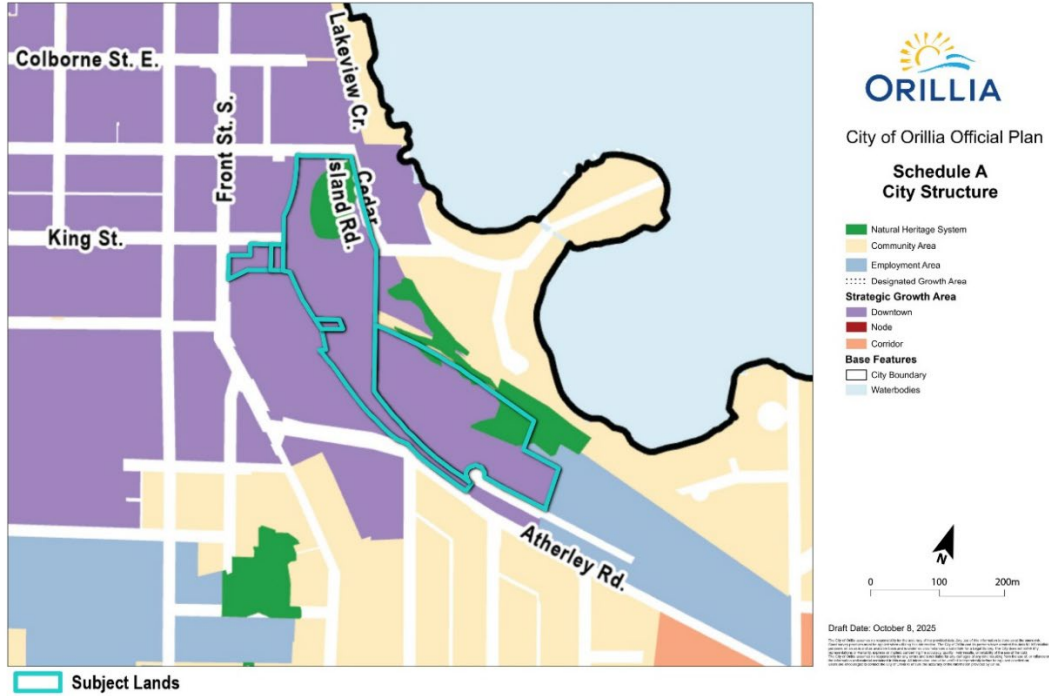 Colborne St. E.
Lakeview Cr.
Front St. S.
Cedar
Island Rd.
King St.
Atherley Rd.
Subject Lands
ORILLIA
City of Orillia Official Plan
Schedule A
City Structure
Natural Heritage System
Community Area
Employment Area
Designated Growth Area
Strategic Growth Area
Downtown
Node
Corridor
Base Features
City Boundary
Waterbodies
N
0 100 200m
Draft Date: October 8, 2025